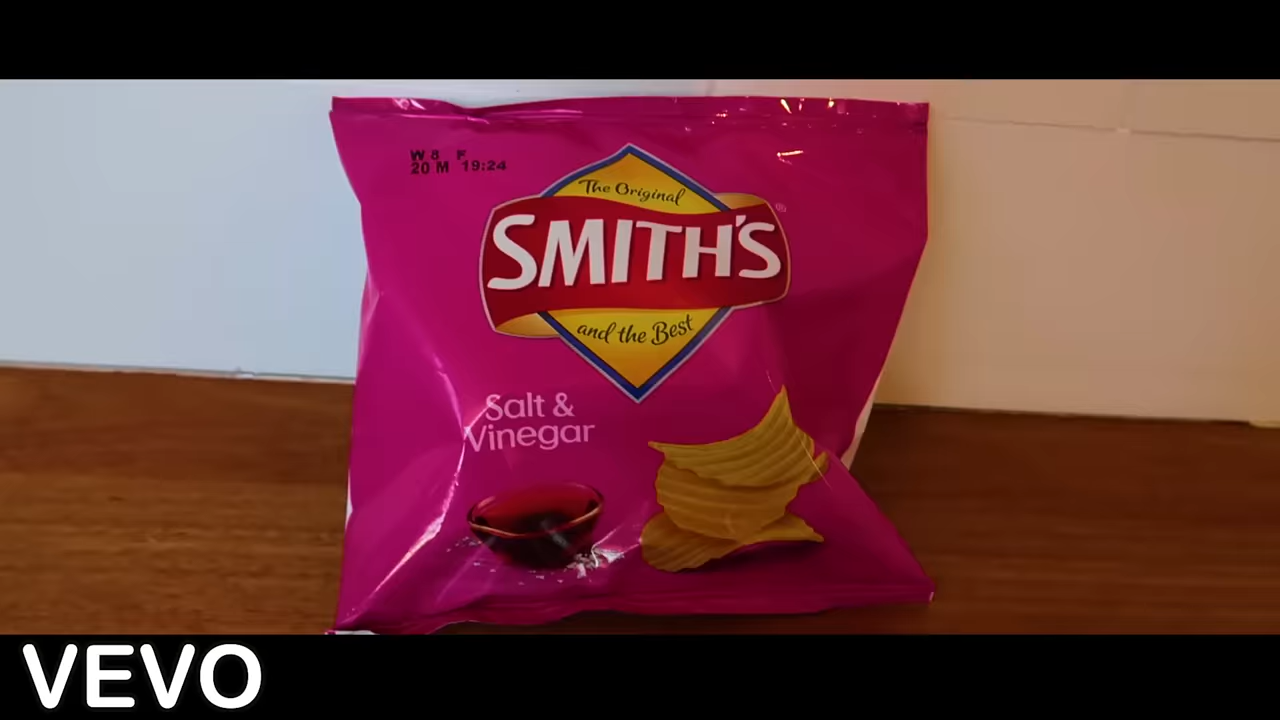 W 8 F
20 M 19:24
The Original
SMITH'S
®
and the Best
Salt &
Vinegar
VEVO